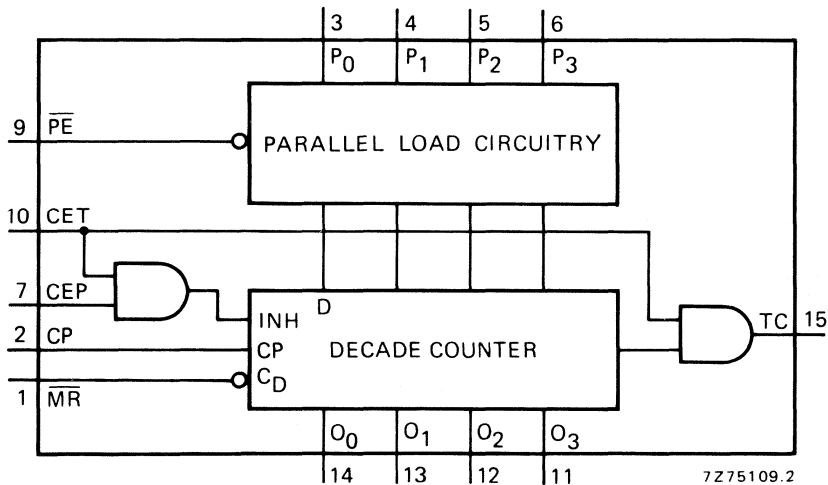 3 4 5 6
P0 P1 P2 P3
9 PE
PARALLEL LOAD CIRCUITRY
10 CET
7 CEP
D
INH
TC 15
2 CP
CP
DECADE COUNTER
CD
1 MR
O0 O1 O2 O3
14 13 12 11
7Z75109.2